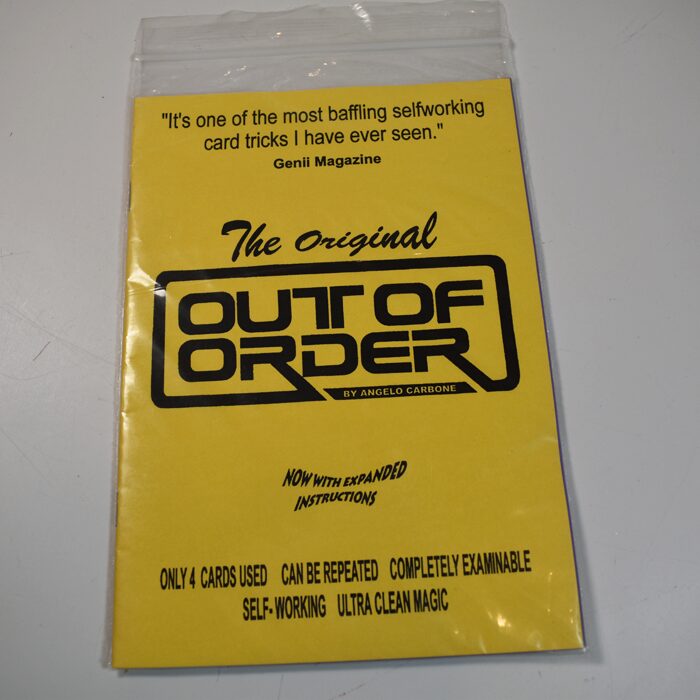 "It's one of the most baffling selfworking
card tricks I have ever seen."
Genii Magazine
The Original
OUT OF
ORDER
BY ANGELO CARBONE
NOW WITH EXPANDED
INSTRUCTIONS
ONLY 4 CARDS USED CAN BE REPEATED COMPLETELY EXAMINABLE
SELF-WORKING ULTRA CLEAN MAGIC